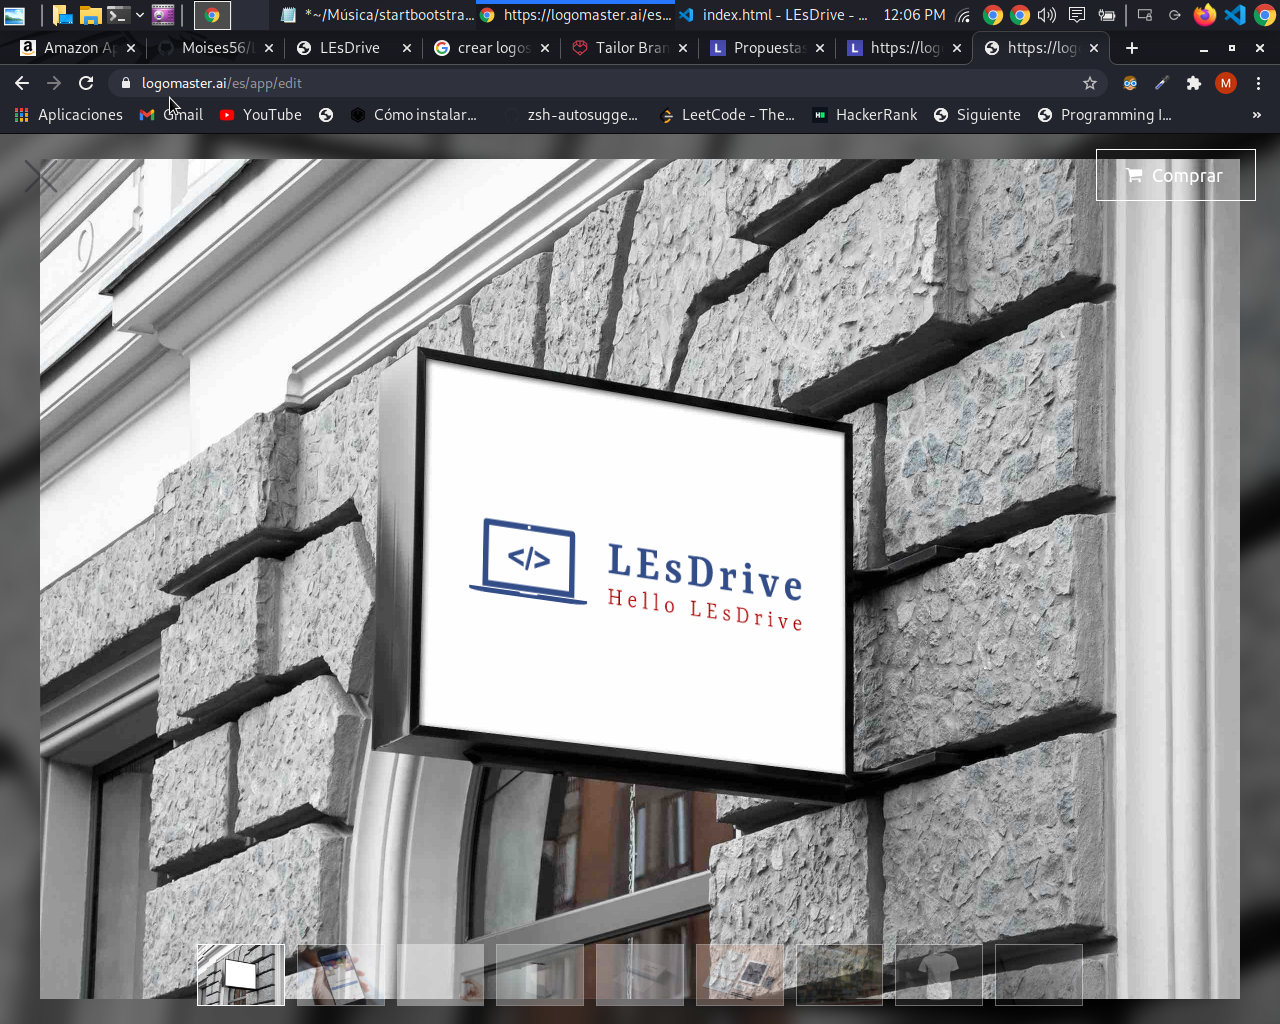 *~/Música/startbootstra...
https://logomaster.ai/es...
index.html - LEsDrive - ...
12:06 PM
Amazon Ap
Moises56/L
LEsDrive
crear logos
Tailor Bran
Propuestas
https://logo
https://logo
logomaster.ai/es/app/edit
M
Aplicaciones
Gmail
YouTube
Cómo instalar...
zsh-autosugge...
LeetCode - The...
HackerRank
Siguiente
Programming I...
»
Comprar
</>
LEsDrive
Hello LEsDrive